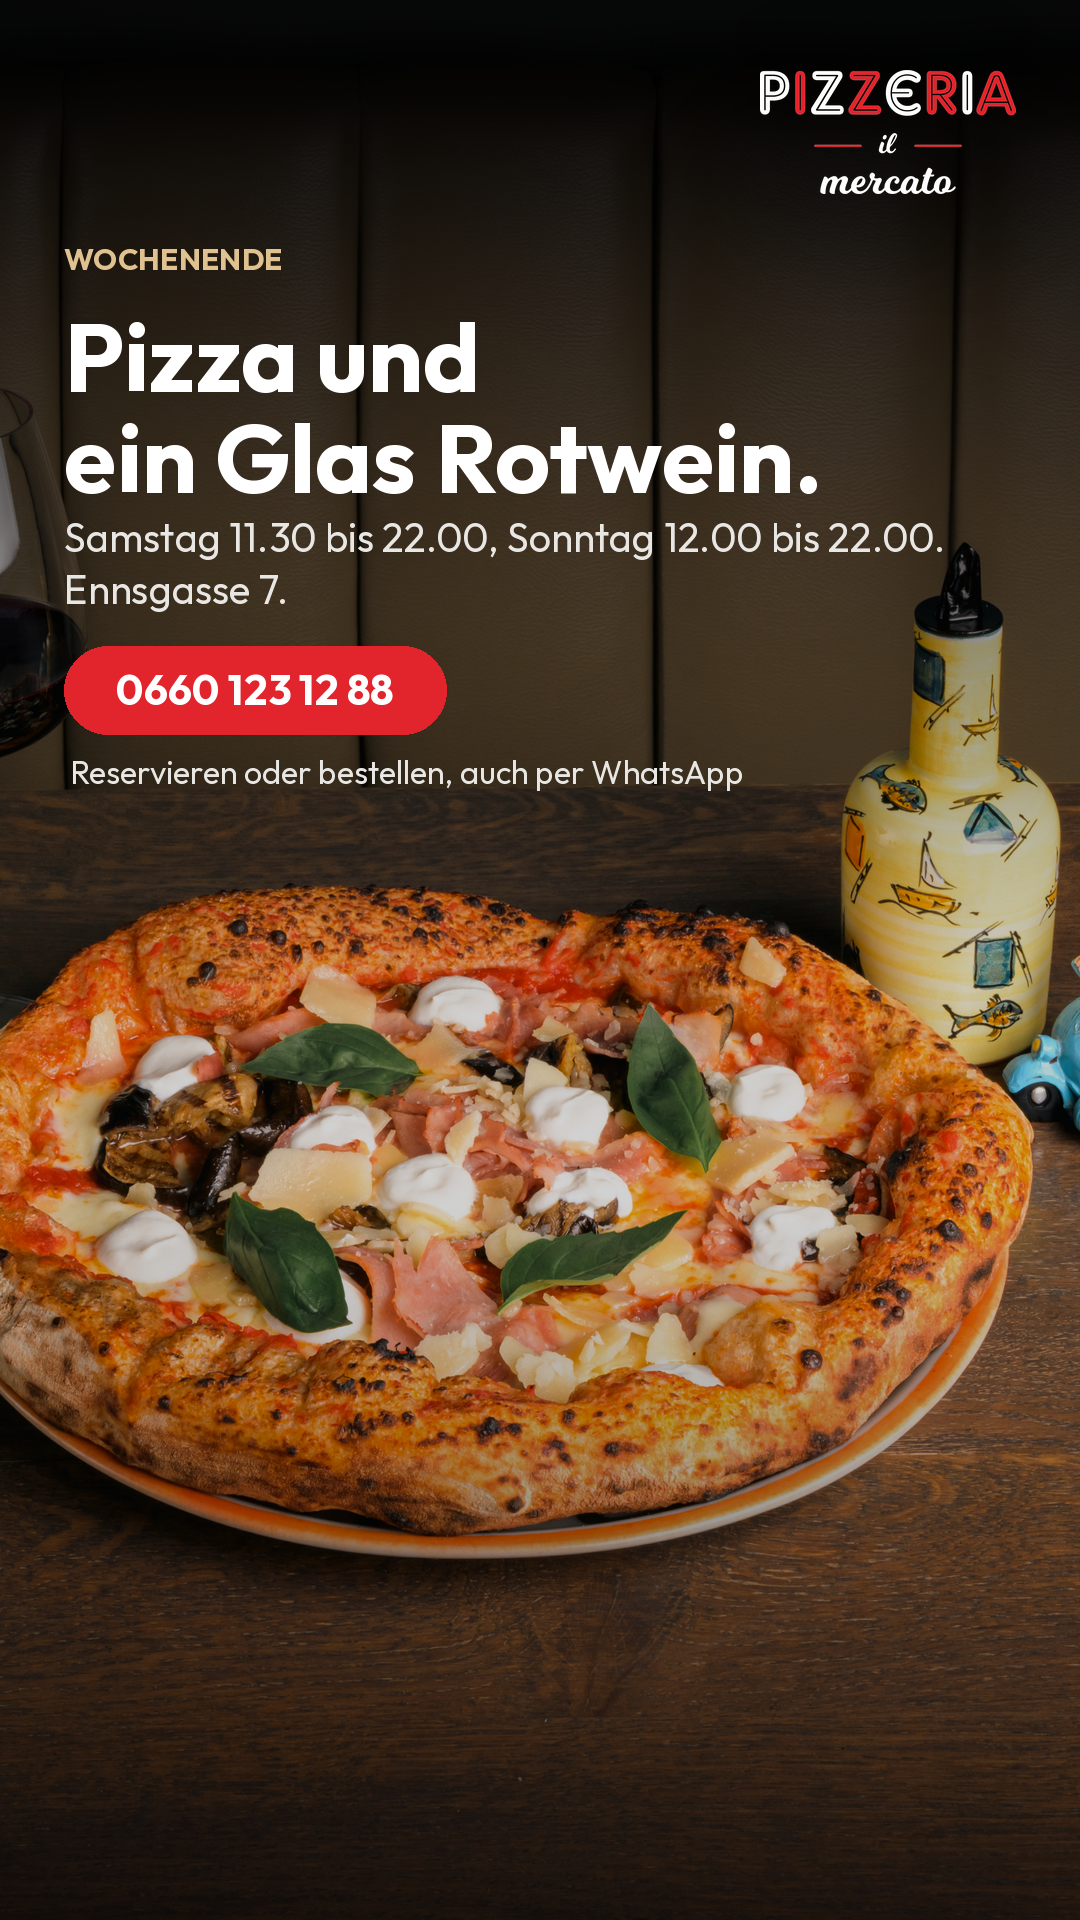 PIZZERIA
il
mercato
WOCHENENDE
Pizza und
ein Glas Rotwein.
Samstag 11.30 bis 22.00, Sonntag 12.00 bis 22.00.
Ennsgasse 7.
0660 123 12 88
Reservieren oder bestellen, auch per WhatsApp